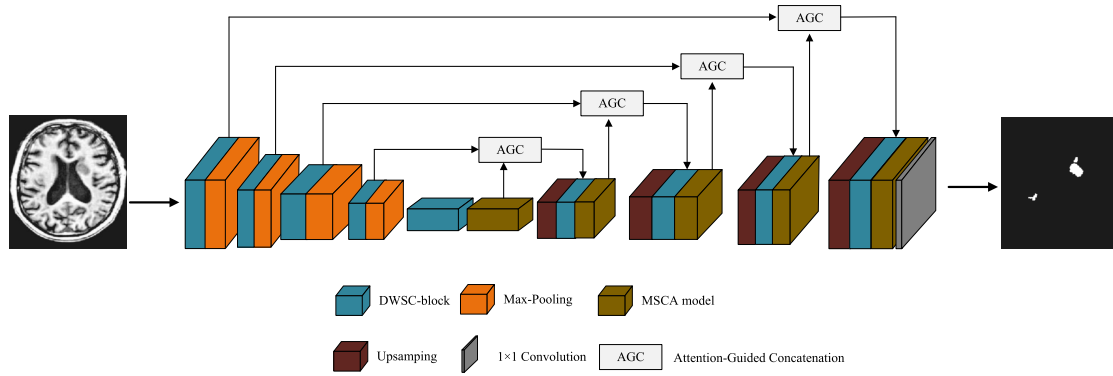 AGC
AGC
AGC
AGC
DWSC-block
Max-Pooling
MSCA model
Upsamping
1×1 Convolution
AGC
Attention-Guided Concatenation